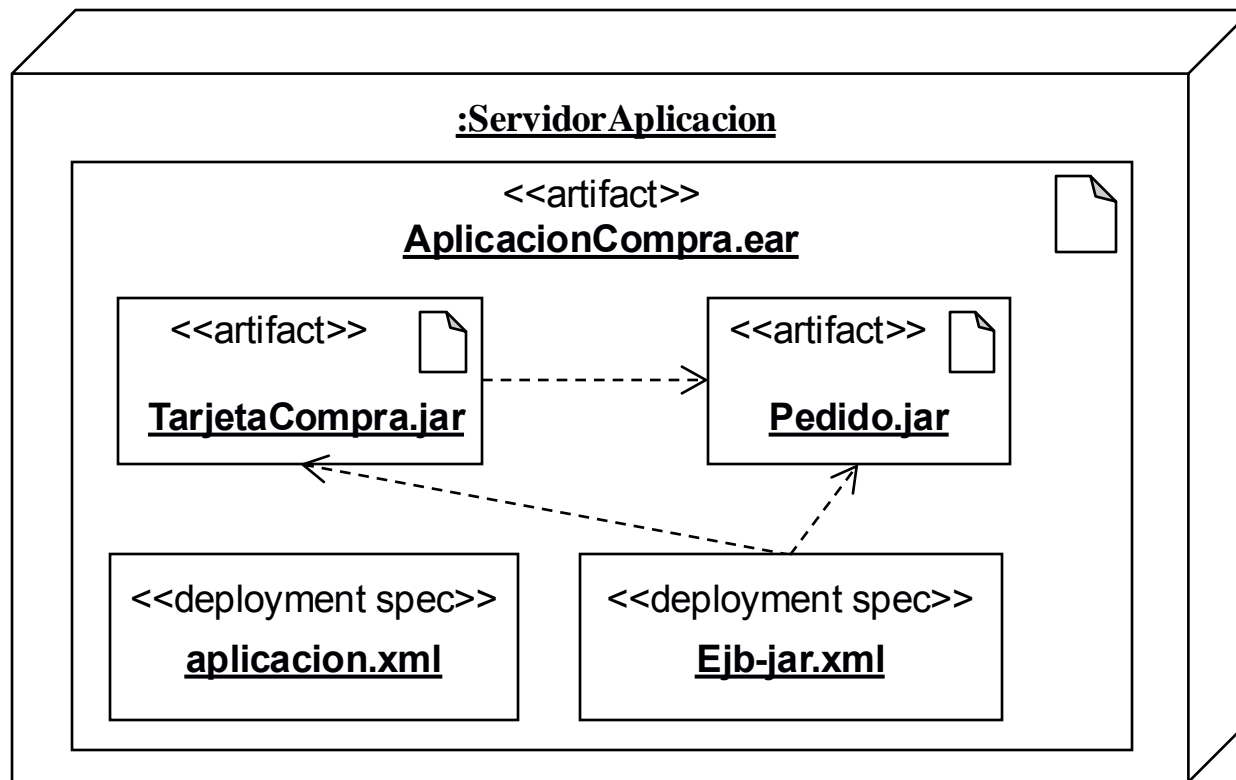 :ServidorAplicacion
<<artifact>>
AplicacionCompra.ear
<<artifact>>
TarjetaCompra.jar
<<artifact>>
Pedido.jar
<<deployment spec>>
aplicacion.xml
<<deployment spec>>
Ejb-jar.xml